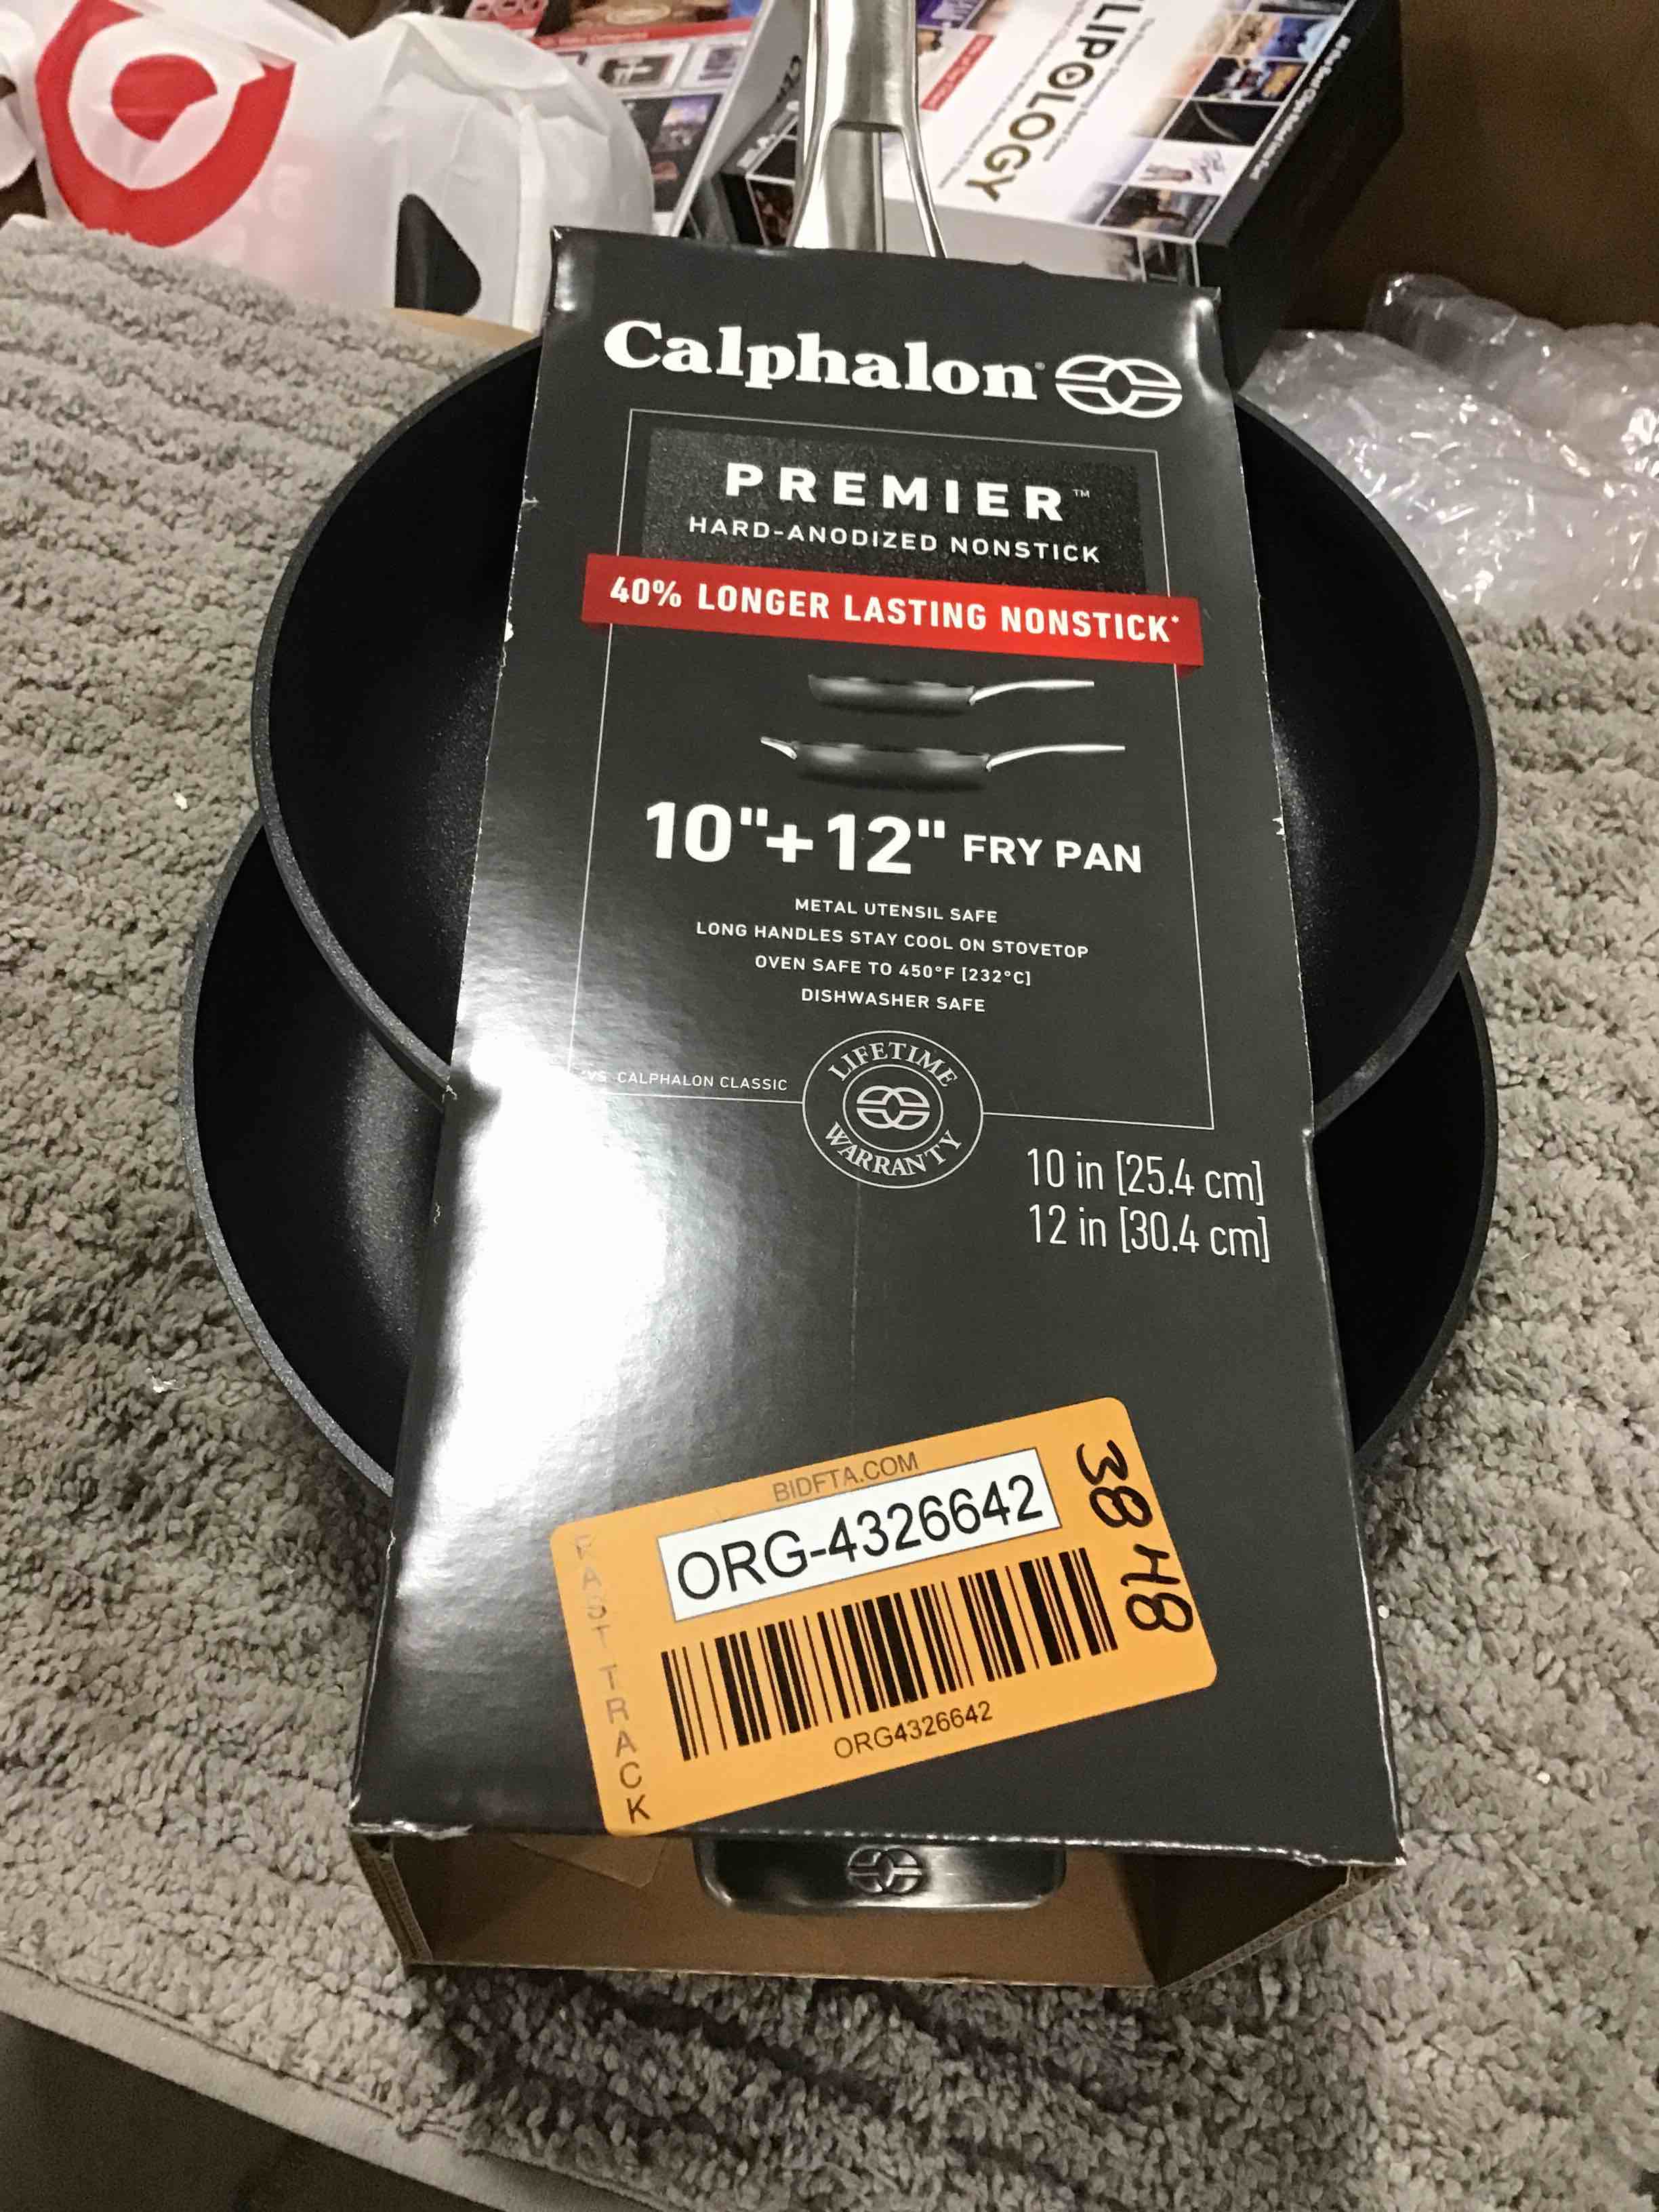 LIPOLOGY
Calphalon
PREMIER™
HARD-ANODIZED NONSTICK
40% LONGER LASTING NONSTICK*
10"+12" FRY PAN
METAL UTENSIL SAFE
LONG HANDLES STAY COOL ON STOVETOP
OVEN SAFE TO 450°F [232°C]
DISHWASHER SAFE
VS. CALPHALON CLASSIC
LIFETIME
WARRANTY
10 in [25.4 cm]
12 in [30.4 cm]
BIDFTA.COM
ORG-4326642
38 48
FAST TRACK
ORG4326642